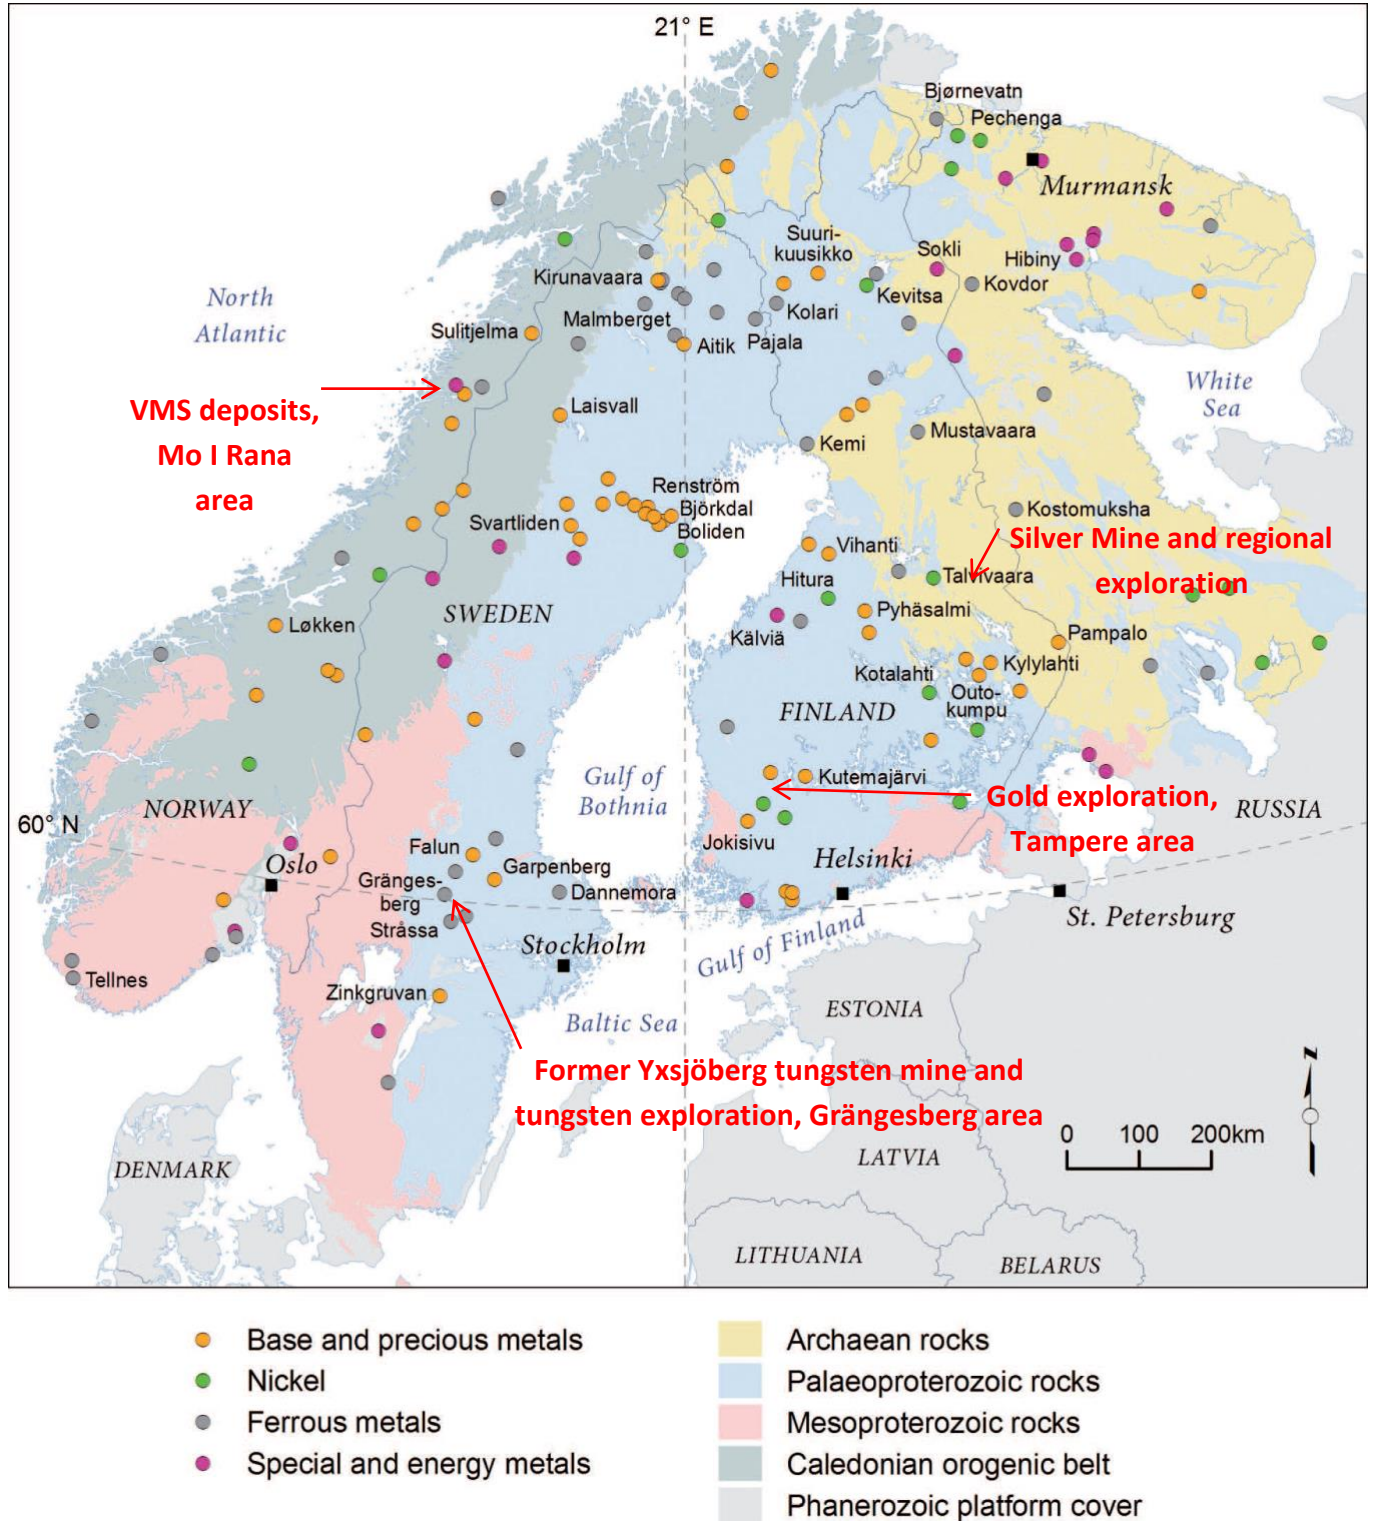 21° E
Bjørnevatn
Pechenga
Murmansk
Suuri-
kuusikko
Sokli
Hibiny
Kirunavaara
Kevitsa
Kovdor
North
Atlantic
Malmberget
Kolari
Sulitjelma
Aitik
Pajala
White
Sea
VMS deposits,
Mo I Rana
area
Laisvall
Kemi
Mustavaara
Renström
Björkdal
Boliden
Svartliden
Kostomuksha
Silver Mine and regional
exploration
Vihanti
Hitura
Talvivaara
SWEDEN
Løkken
Pyhäsalmi
Kälviä
Pampalo
Kotalahti
Kylylahti
Outo-
kumpu
FINLAND
Gulf of
Bothnia
Kutemajärvi
NORWAY
Gold exploration,
Tampere area
RUSSIA
60° N
Jokisivu
Helsinki
Falun
Oslo
Garpenberg
Gränges-
berg
Dannemora
Stråssa
Stockholm
St. Petersburg
Gulf of Finland
Tellnes
Zinkgruvan
Baltic Sea
ESTONIA
Former Yxsjöberg tungsten mine and
tungsten exploration, Grängesberg area
N
0 100 200km
DENMARK
LATVIA
LITHUANIA
BELARUS
Base and precious metals
Nickel
Ferrous metals
Special and energy metals
Archaean rocks
Palaeoproterozoic rocks
Mesoproterozoic rocks
Caledonian orogenic belt
Phanerozoic platform cover